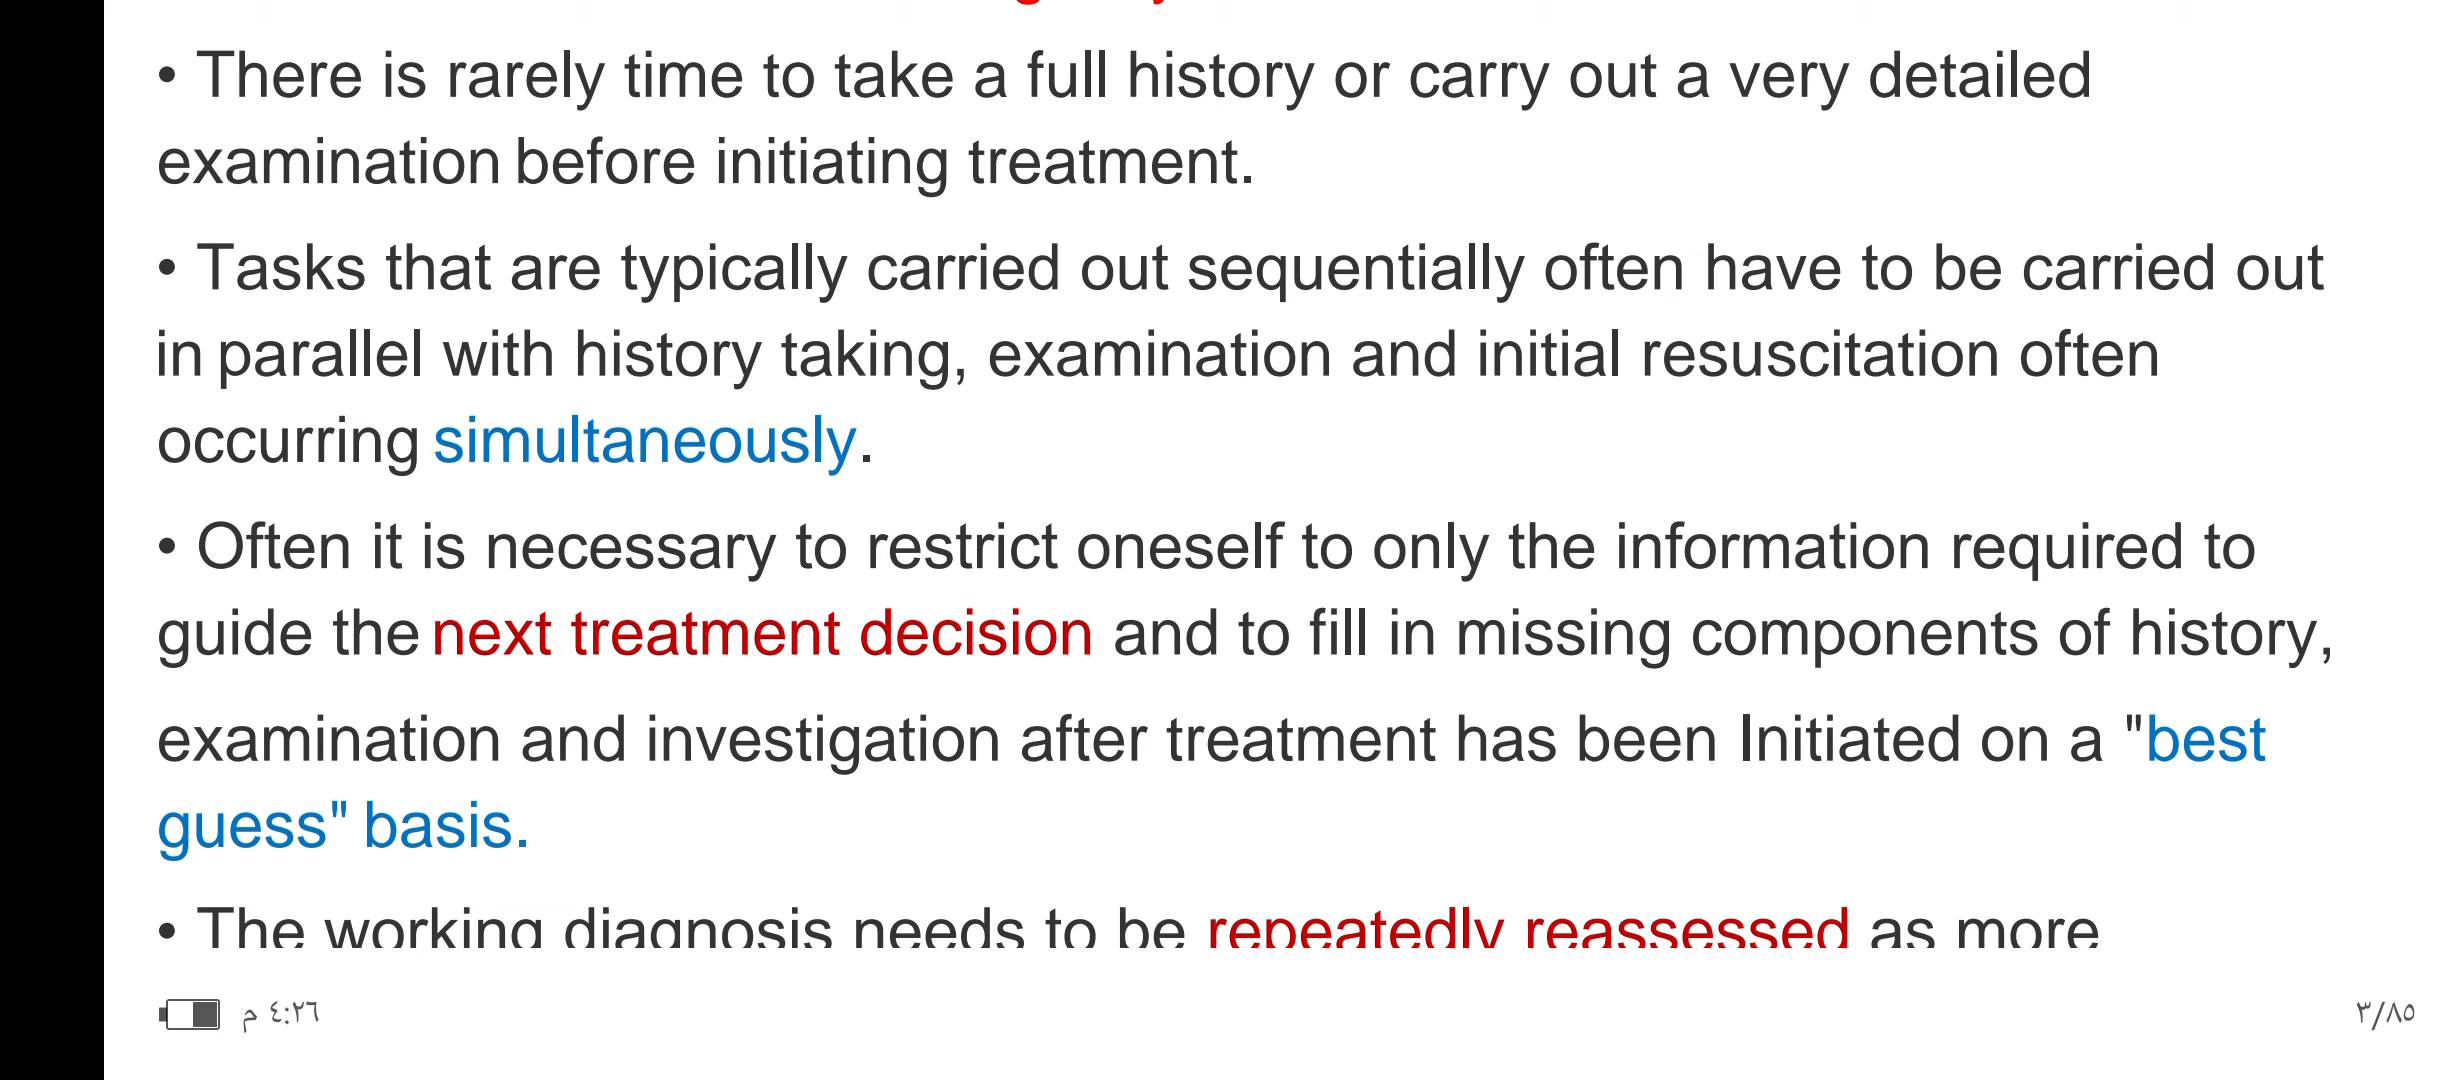 • There is rarely time to take a full history or carry out a very detailed
examination before initiating treatment.
• Tasks that are typically carried out sequentially often have to be carried out
in parallel with history taking, examination and initial resuscitation often
occurring simultaneously.
• Often it is necessary to restrict oneself to only the information required to
guide the next treatment decision and to fill in missing components of history,
examination and investigation after treatment has been Initiated on a "best
guess" basis.
• The working diagnosis needs to be repeatedly reassessed as more
٤:٢٦ م
٣/٨٥